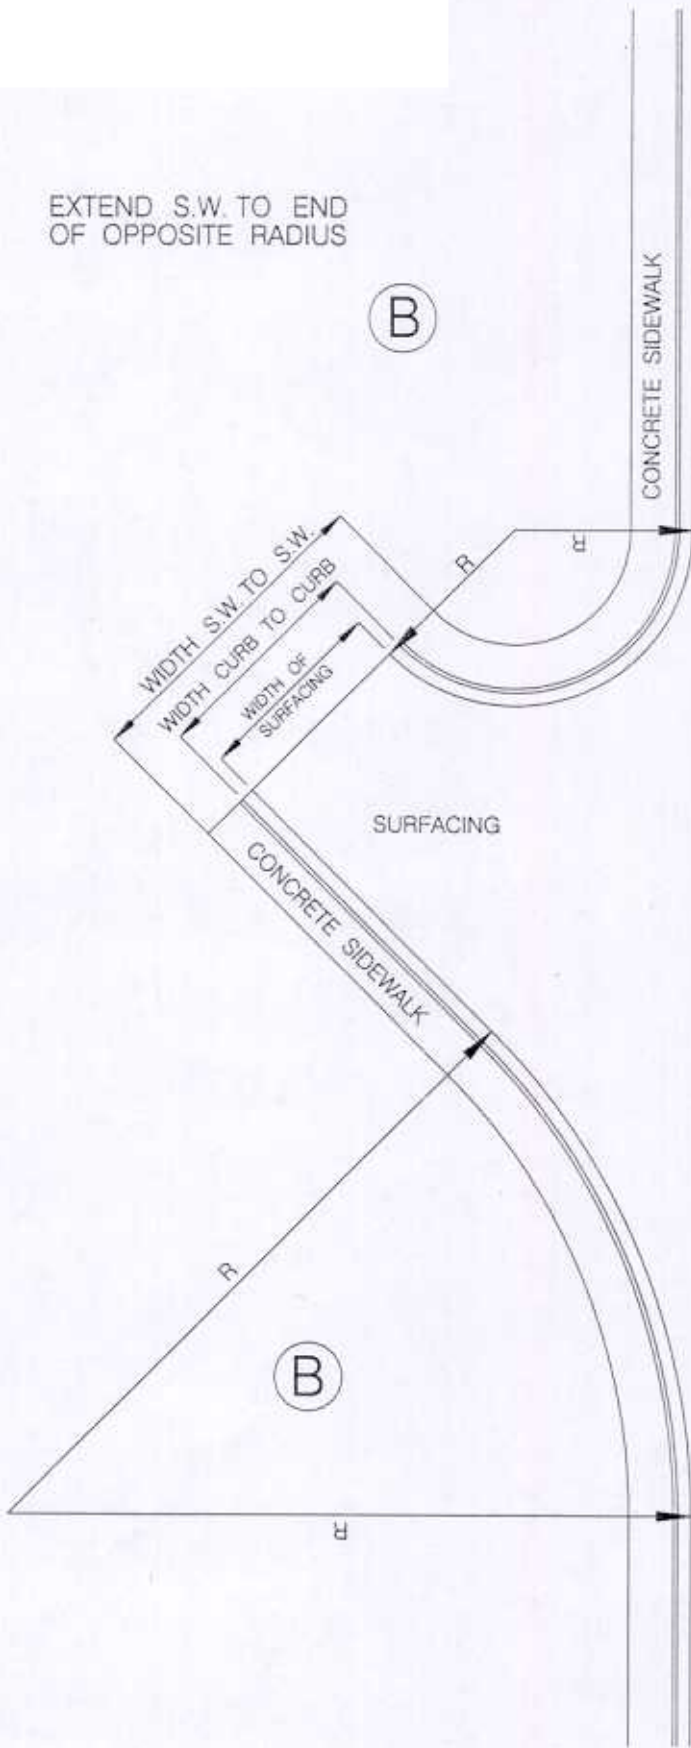 EXTEND S.W. TO END
OF OPPOSITE RADIUS
B
CONCRETE SIDEWALK
R
R
WIDTH S.W. TO S.W.
WIDTH CURB TO CURB
WIDTH OF
SURFACING
SURFACING
CONCRETE SIDEWALK
R
B
R